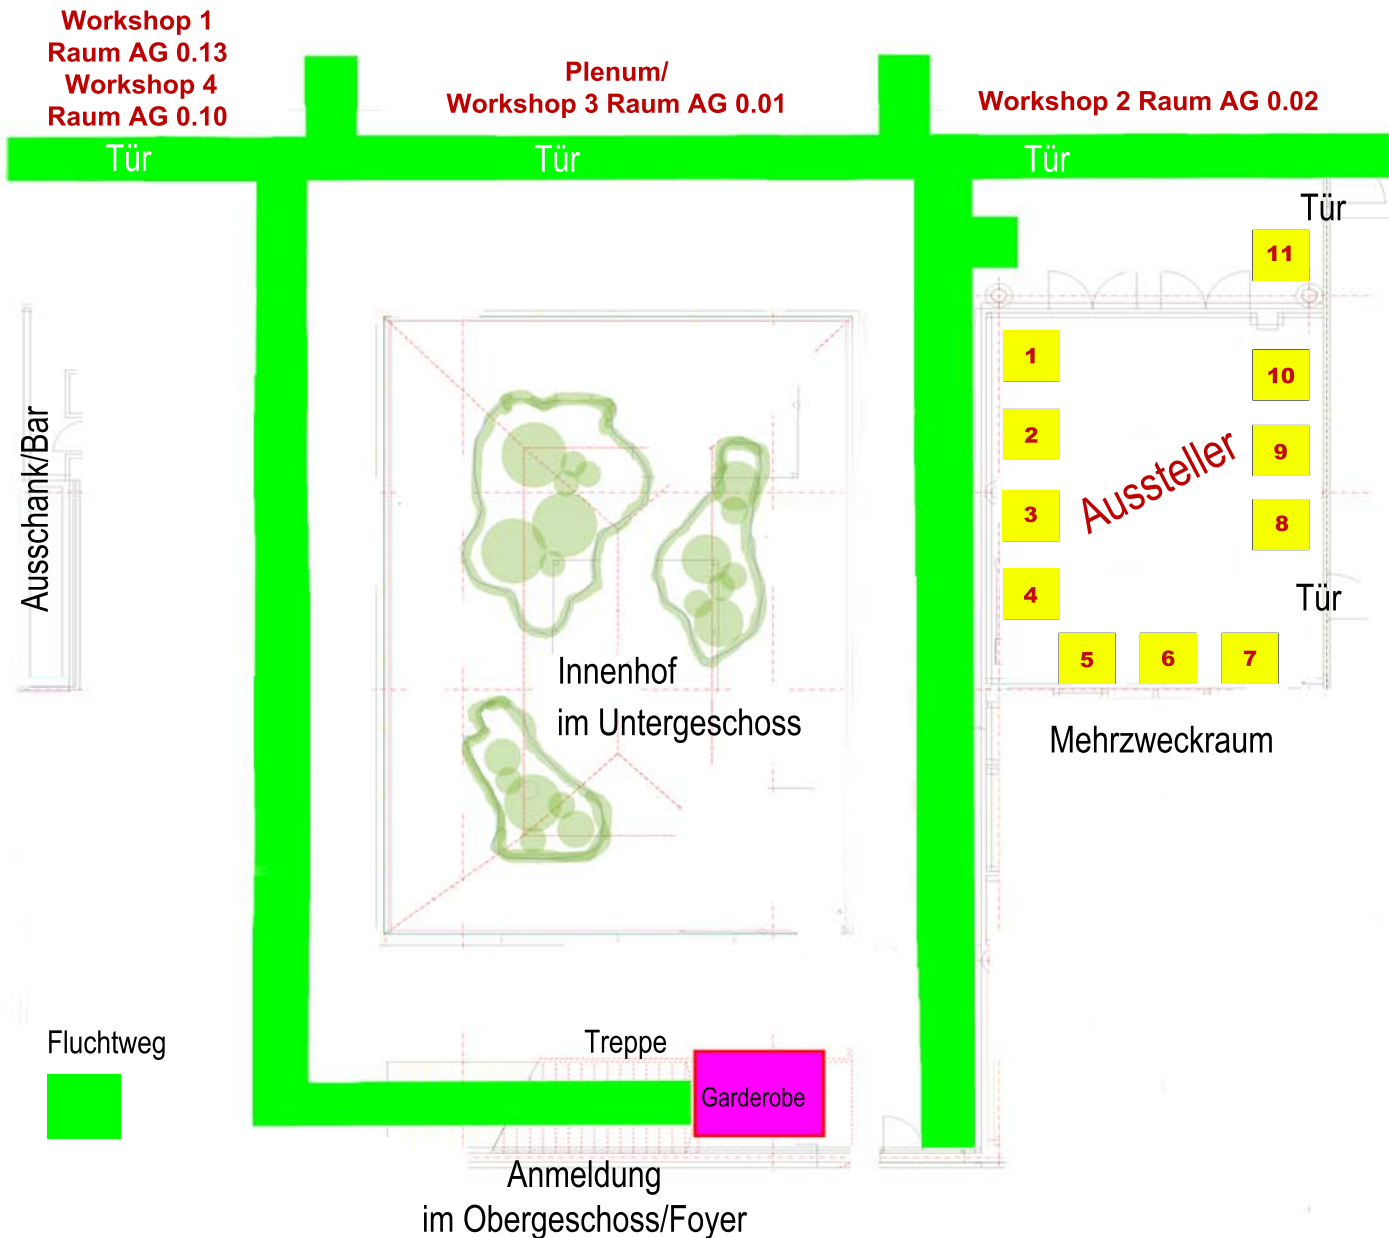 Workshop 1
Raum AG 0.13
Workshop 4
Raum AG 0.10
Plenum/
Workshop 3 Raum AG 0.01
Workshop 2 Raum AG 0.02
Tür
Tür
Tür
Tür
11
1
10
2
9
3
8
4
5
6
7
Aussteller
Tür
Ausschank/Bar
Innenhof
im Untergeschoss
Mehrzweckraum
Fluchtweg
Treppe
Garderobe
Anmeldung
im Obergeschoss/Foyer